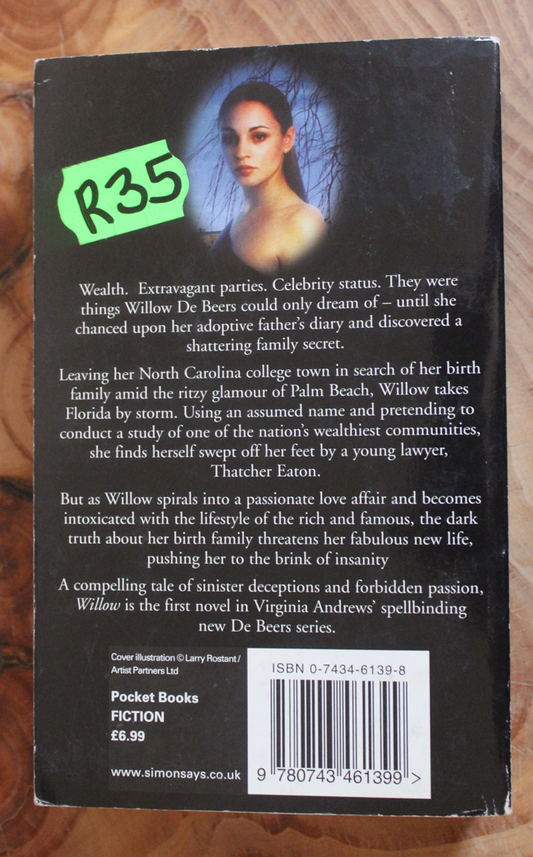 R35
Wealth. Extravagant parties. Celebrity status. They were
things Willow De Beers could only dream of – until she
chanced upon her adoptive father's diary and discovered a
shattering family secret.
Leaving her North Carolina college town in search of her birth
family amid the ritzy glamour of Palm Beach, Willow takes
Florida by storm. Using an assumed name and pretending to
conduct a study of one of the nation's wealthiest communities,
she finds herself swept off her feet by a young lawyer,
Thatcher Eaton.
But as Willow spirals into a passionate love affair and becomes
intoxicated with the lifestyle of the rich and famous, the dark
truth about her birth family threatens her fabulous new life,
pushing her to the brink of insanity
A compelling tale of sinister deceptions and forbidden passion,
Willow is the first novel in Virginia Andrews' spellbinding
new De Beers series.
Cover illustration © Larry Rostant/
Artist Partners Ltd
Pocket Books
FICTION
£6.99
www.simonsays.co.uk
ISBN 0-7434-6139-8
9 780743 461399 >